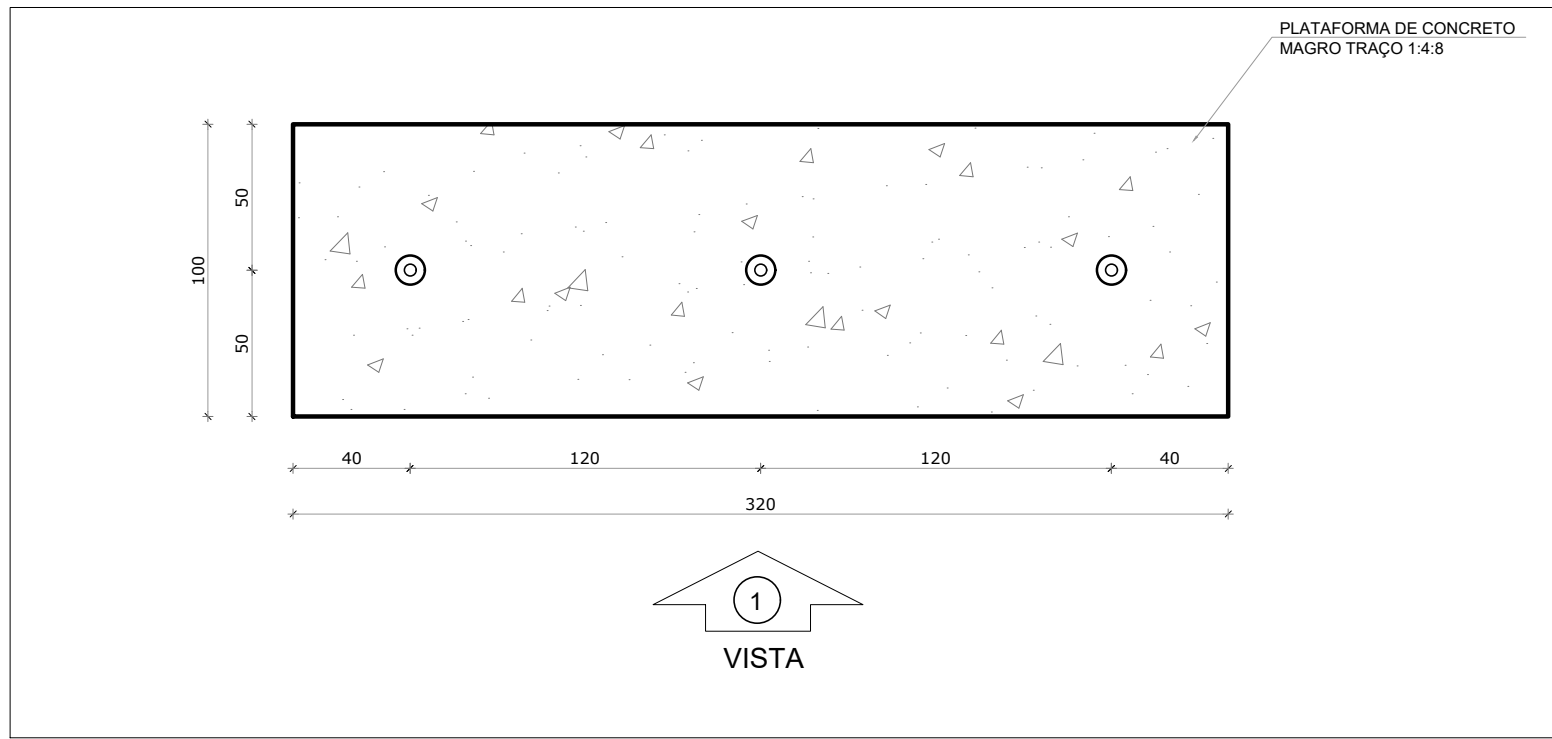 PLATAFORMA DE CONCRETO
MAGRO TRAÇO 1:4:8
50
100
50
40 120 120 40
320
1
VISTA